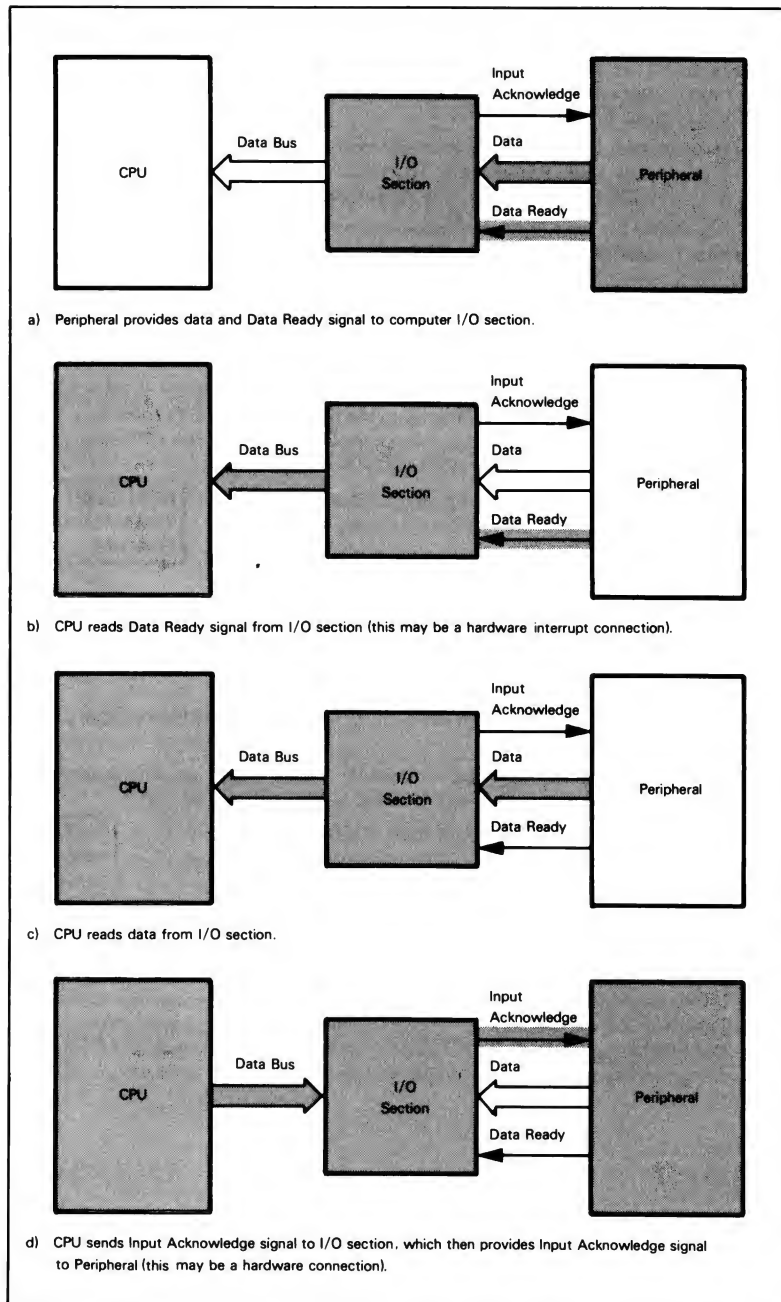 Input
Acknowledge
Data Bus
Data
CPU
I/O
Section
Peripheral
Data Ready
a) Peripheral provides data and Data Ready signal to computer I/O section.
Input
Acknowledge
Data Bus
Data
CPU
I/O
Section
Peripheral
Data Ready
b) CPU reads Data Ready signal from I/O section (this may be a hardware interrupt connection).
Input
Acknowledge
Data Bus
Data
CPU
I/O
Section
Peripheral
Data Ready
c) CPU reads data from I/O section.
Input
Acknowledge
Data Bus
Data
CPU
I/O
Section
Peripheral
Data Ready
d) CPU sends Input Acknowledge signal to I/O section, which then provides Input Acknowledge signal
to Peripheral (this may be a hardware connection).